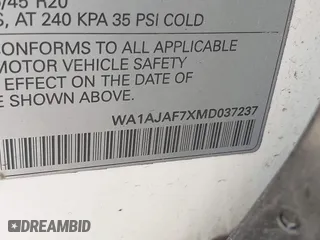 /45 R20
S, AT 240 KPA 35 PSI COLD
CONFORMS TO ALL APPLICABLE
MOTOR VEHICLE SAFETY
EFFECT ON THE DATE OF
E SHOWN ABOVE.
WA1AJAF7XMD037237
DREAMBID